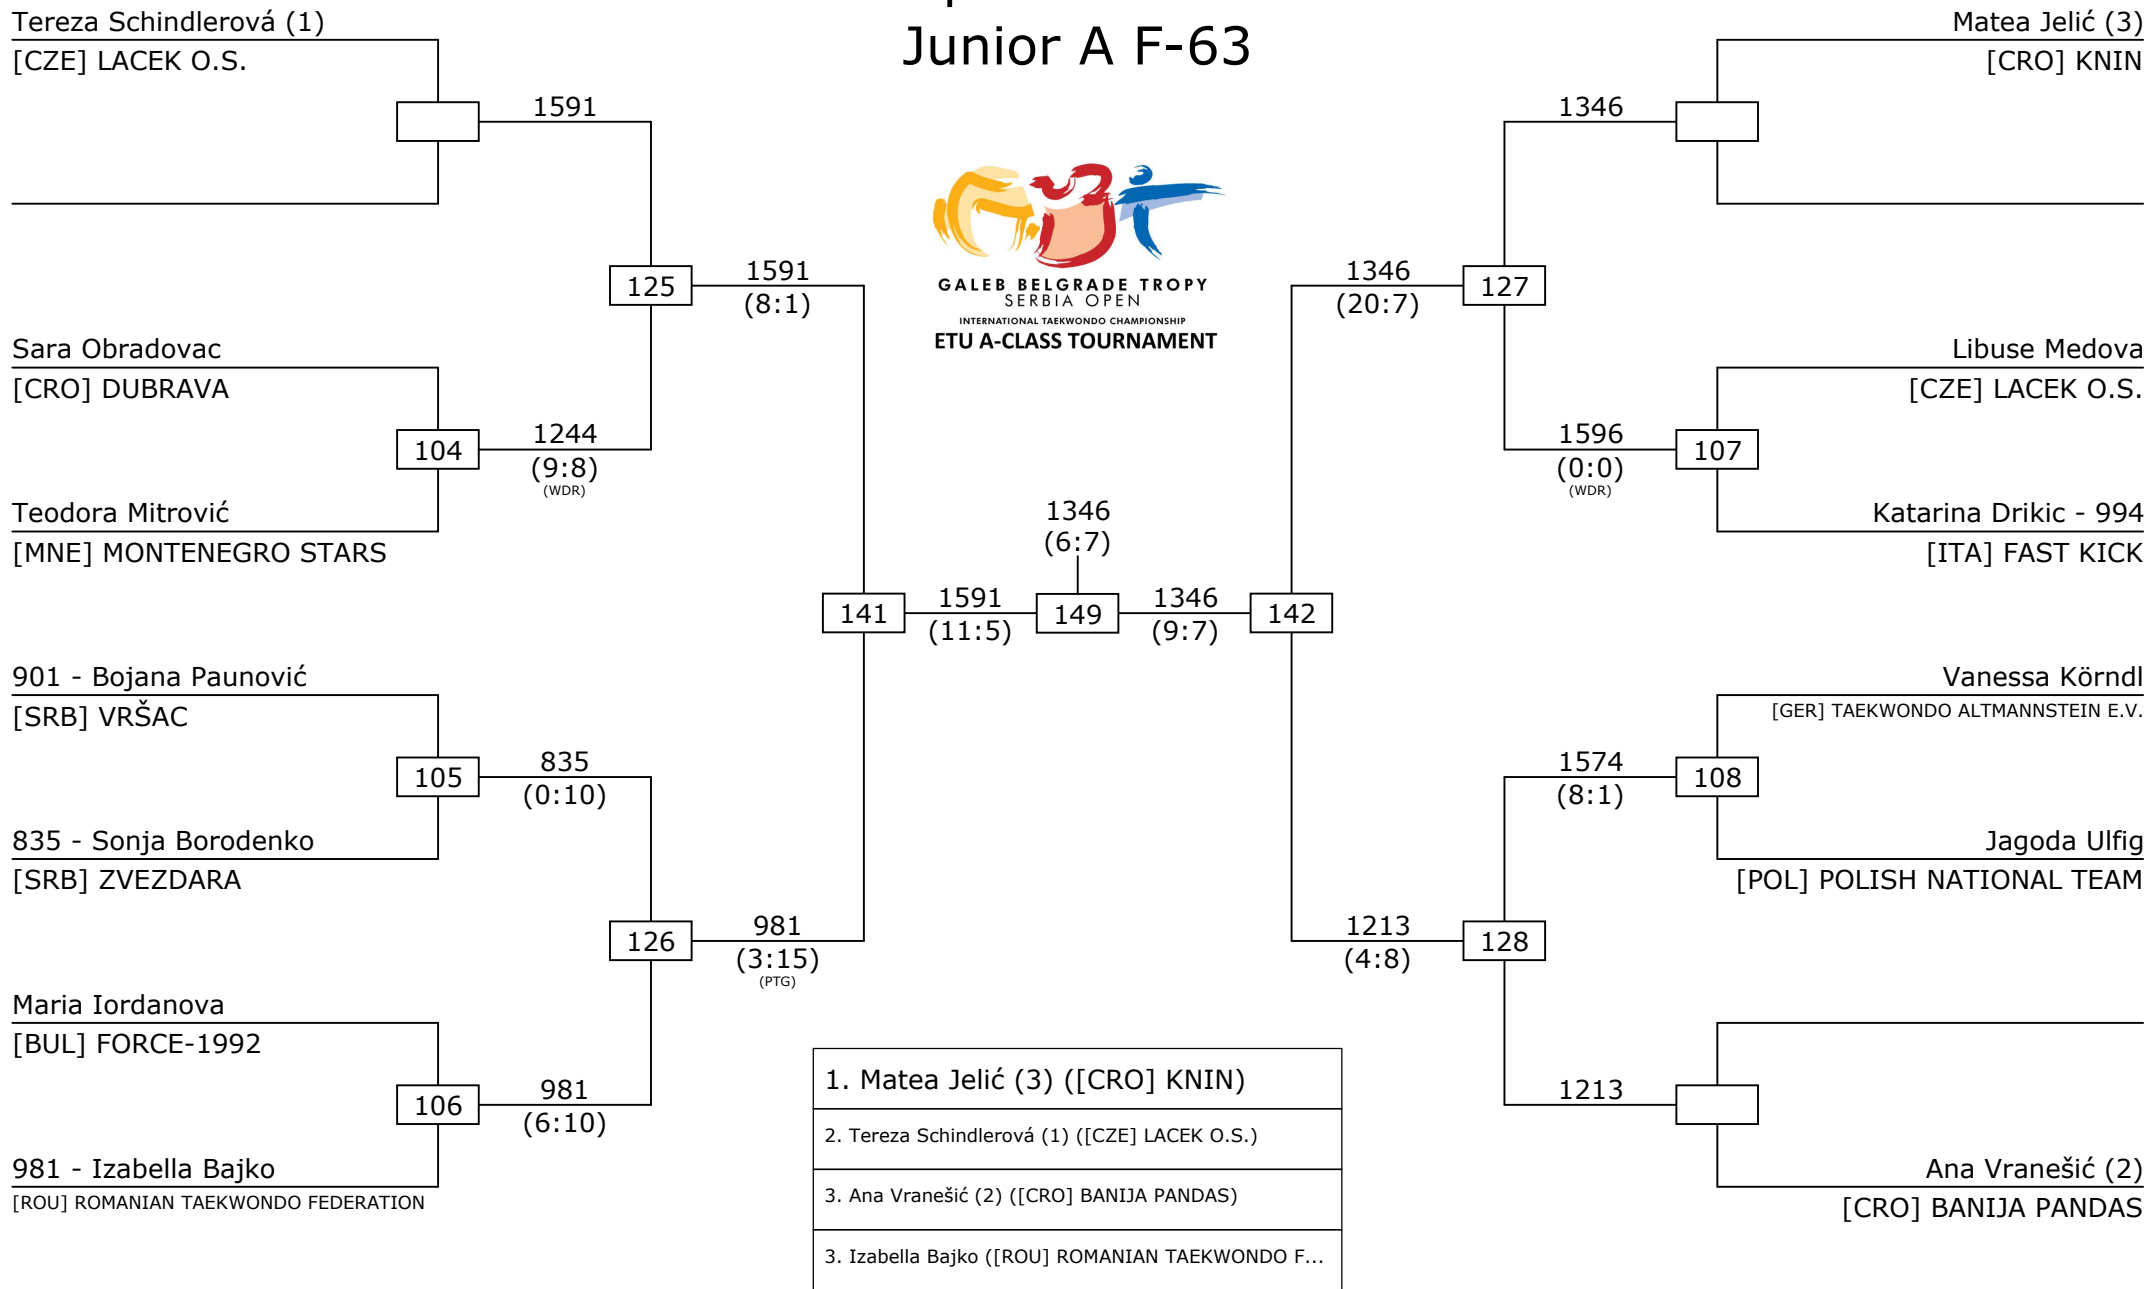 Junior A F-63
Tereza Schindlerová (1)
[CZE] LACEK O.S.
1591
Sara Obradovac
[CRO] DUBRAVA
104
1244
(9:8)
(WDR)
Teodora Mitrović
[MNE] MONTENEGRO STARS
125
1591
(8:1)
901 - Bojana Paunović
[SRB] VRŠAC
105
835
(0:10)
835 - Sonja Borodenko
[SRB] ZVEZDARA
126
981
(3:15)
(PTG)
Maria Iordanova
[BUL] FORCE-1992
106
981
(6:10)
981 - Izabella Bajko
[ROU] ROMANIAN TAEKWONDO FEDERATION
GALEB BELGRADE TROPY
SERBIA OPEN
INTERNATIONAL TAEKWONDO CHAMPIONSHIP
ETU A-CLASS TOURNAMENT
1346
(6:7)
141
1591
(11:5)
149
1346
(9:7)
142
Matea Jelić (3)
[CRO] KNIN
1346
1346
(20:7)
127
Libuse Medova
[CZE] LACEK O.S.
1596
(0:0)
(WDR)
107
Katarina Drikic - 994
[ITA] FAST KICK
Vanessa Körndl
[GER] TAEKWONDO ALTMANNSTEIN E.V.
1574
(8:1)
108
Jagoda Ulfig
[POL] POLISH NATIONAL TEAM
1213
(4:8)
128
1213
Ana Vranešić (2)
[CRO] BANIJA PANDAS
1. Matea Jelić (3) ([CRO] KNIN)
2. Tereza Schindlerová (1) ([CZE] LACEK O.S.)
3. Ana Vranešić (2) ([CRO] BANIJA PANDAS)
3. Izabella Bajko ([ROU] ROMANIAN TAEKWONDO F...